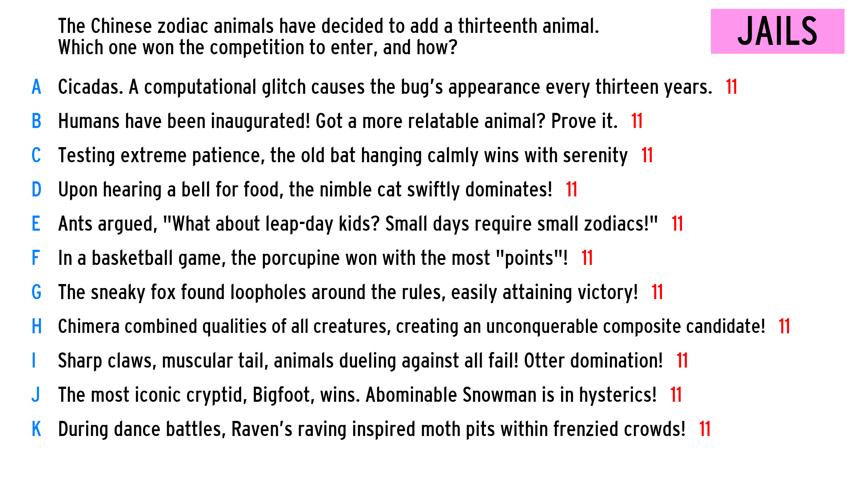 The Chinese zodiac animals have decided to add a thirteenth animal.
Which one won the competition to enter, and how?
JAILS
A Cicadas. A computational glitch causes the bug's appearance every thirteen years. 11
B Humans have been inaugurated! Got a more relatable animal? Prove it. 11
C Testing extreme patience, the old bat hanging calmly wins with serenity 11
D Upon hearing a bell for food, the nimble cat swiftly dominates! 11
E Ants argued, "What about leap-day kids? Small days require small zodiacs!" 11
F In a basketball game, the porcupine won with the most "points"! 11
G The sneaky fox found loopholes around the rules, easily attaining victory! 11
H Chimera combined qualities of all creatures, creating an unconquerable composite candidate! 11
I Sharp claws, muscular tail, animals dueling against all fail! Otter domination! 11
J The most iconic cryptid, Bigfoot, wins. Abominable Snowman is in hysterics! 11
K During dance battles, Raven's raving inspired moth pits within frenzied crowds! 11